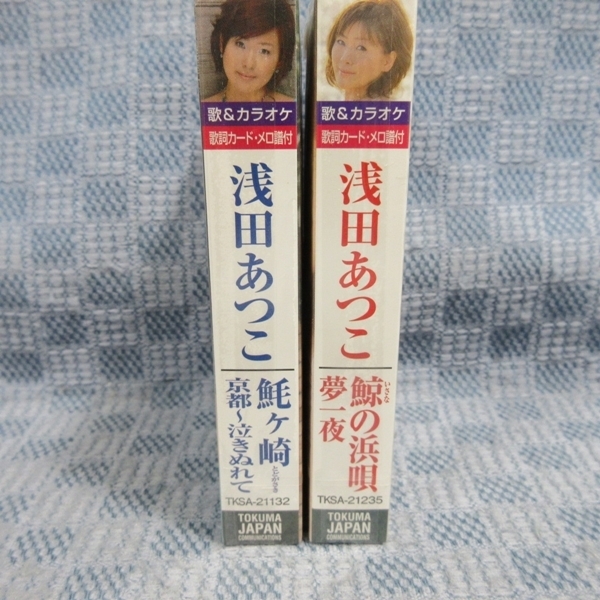 歌&カラオケ
歌詞カード・メロ譜付
浅田あつこ
魹ヶ崎
とどがさき
京都~泣きぬれて
TKSA-21132
TOKUMA
JAPAN
COMMUNICATIONS
歌&カラオケ
歌詞カード・メロ譜付
浅田あつこ
鯨の浜唄
いさな
夢一夜
TKSA-21235
TOKUMA
JAPAN
COMMUNICATIONS